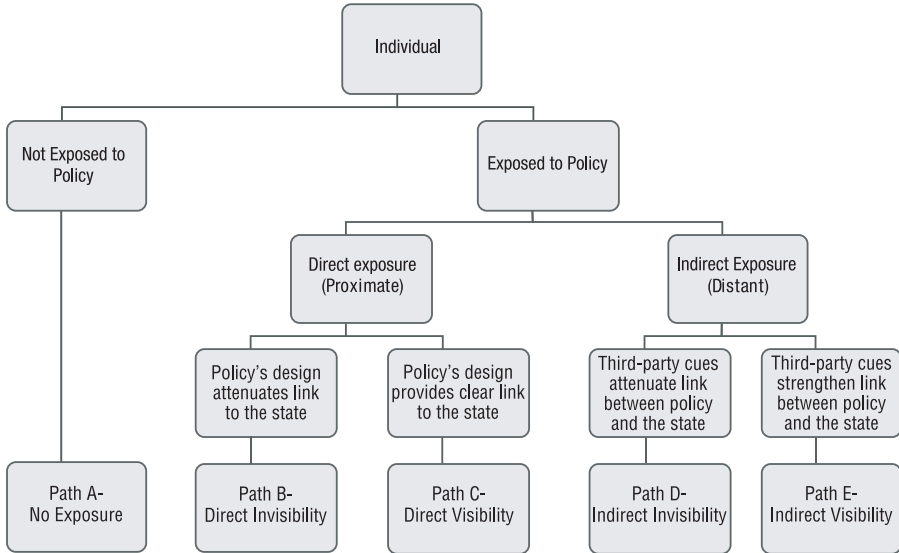 Individual
Not Exposed to
Policy
Exposed to Policy
Direct exposure
(Proximate)
Indirect Exposure
(Distant)
Policy's design
attenuates link
to the state
Policy's design
provides clear link
to the state
Third-party cues
attenuate link
between policy
and the state
Third-party cues
strengthen link
between policy
and the state
Path A-
No Exposure
Path B-
Direct Invisibility
Path C-
Direct Visibility
Path D-
Indirect Invisibility
Path E-
Indirect Visibility